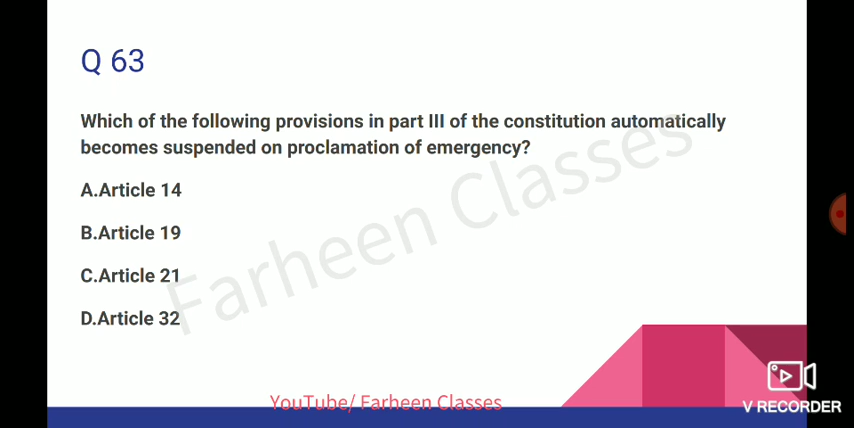 Q 63
Which of the following provisions in part III of the constitution automatically
becomes suspended on proclamation of emergency?
A.Article 14
B.Article 19
C.Article 21
D.Article 32
Farheen Classes
YouTube/ Farheen Classes
V RECORDER